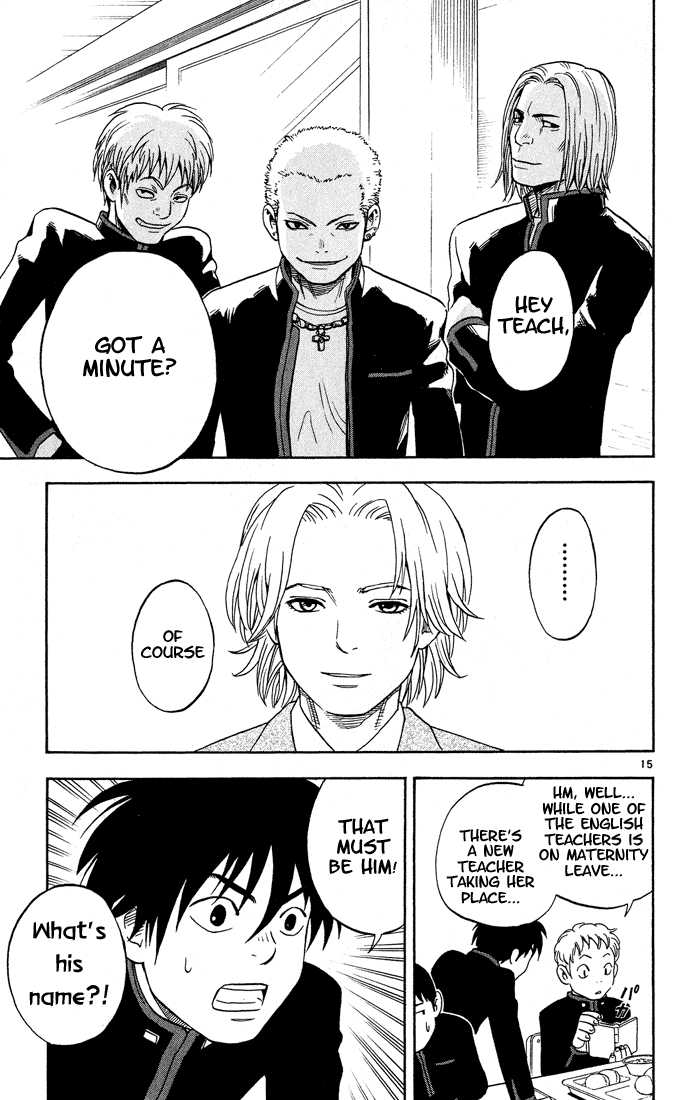 HEY
TEACH,
GOT A
MINUTE?
.........
OF
COURSE
15
HM, WELL...
WHILE ONE OF
THE ENGLISH
TEACHERS IS
ON MATERNITY
LEAVE...
THERE'S
A NEW
TEACHER
TAKING HER
PLACE...
THAT
MUST
BE HIM!
What's
his
name?!